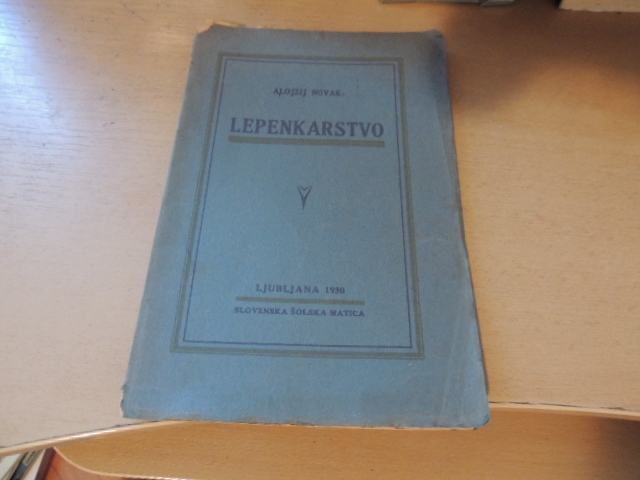 ALOJZIJ NOVAK:
LEPENKARSTVO
LJUBLJANA 1930
SLOVENSKA ŠOLSKA MATICA